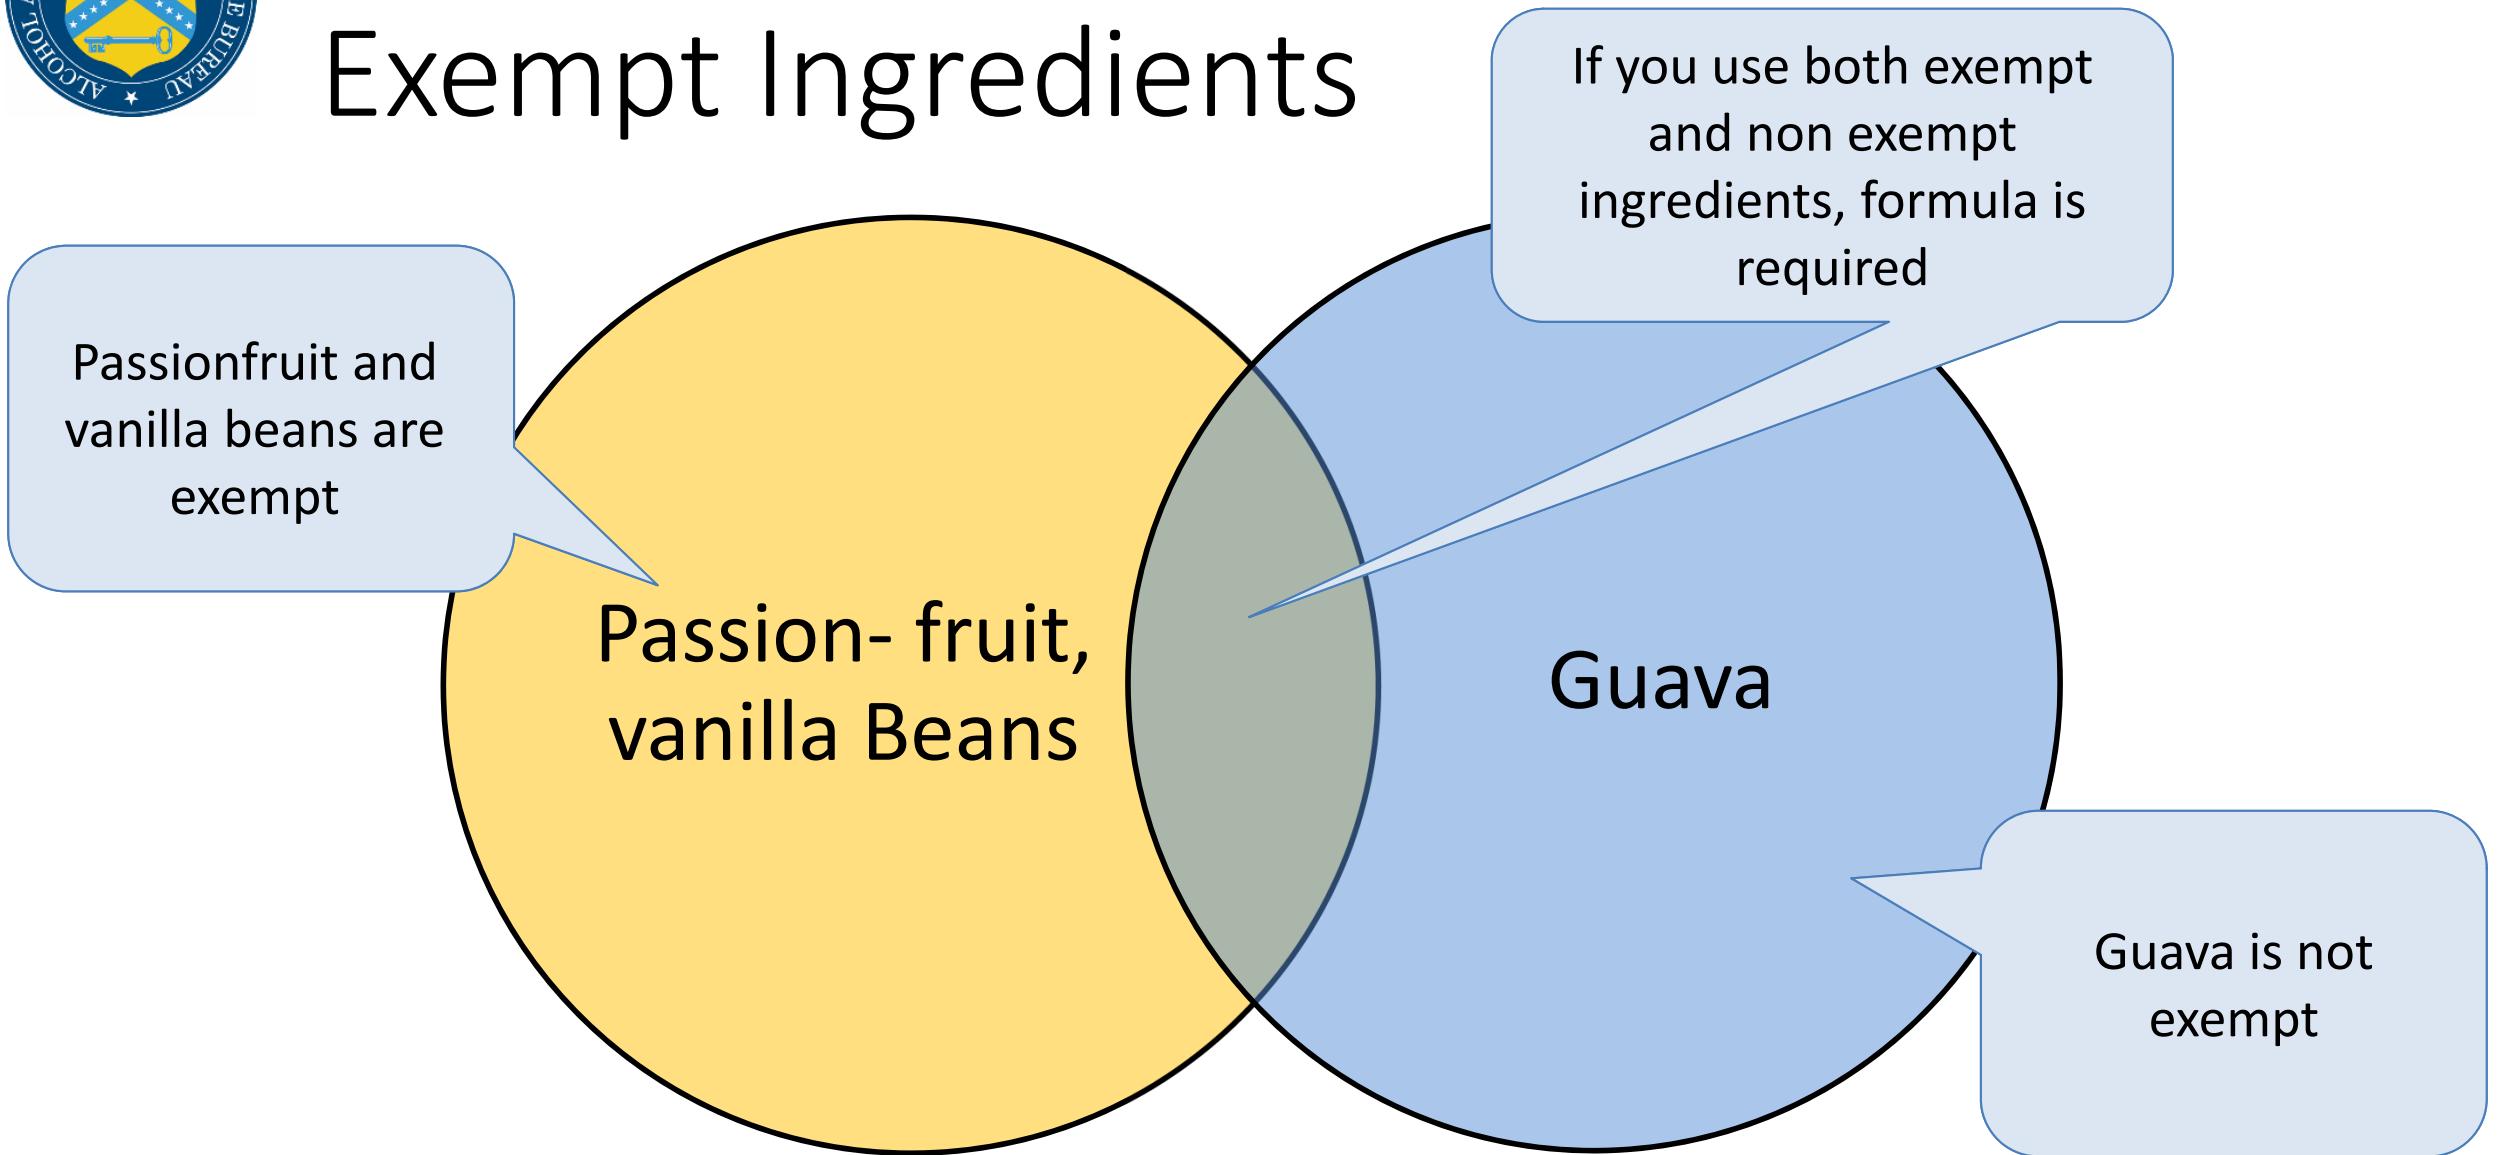 Exempt Ingredients
If you use both exempt
and non exempt
ingredients, formula is
required
Passionfruit and
vanilla beans are
exempt
Passion- fruit,
vanilla Beans
Guava
Guava is not
exempt